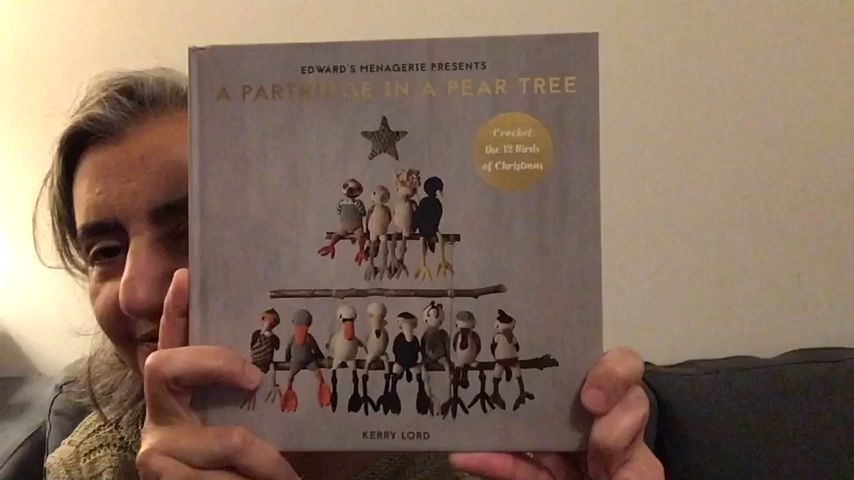 EDWARD'S MENAGERIE PRESENTS
A PARTRIDGE IN A PEAR TREE
Crochet
the 12 Birds
of Christmas
KERRY LORD